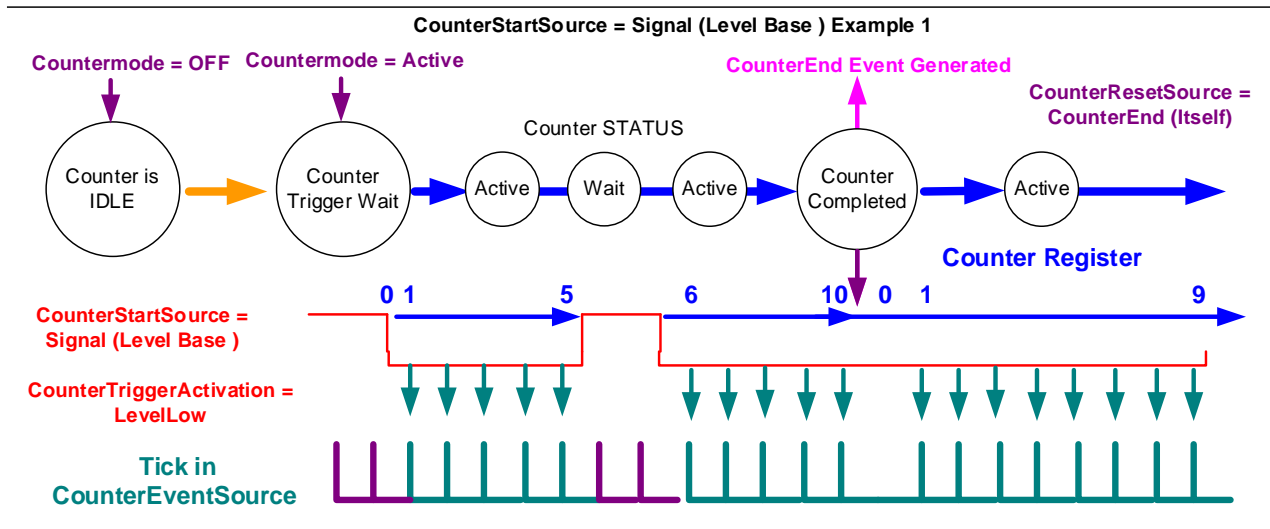 CounterStartSource = Signal (Level Base ) Example 1
Countermode = OFF
Countermode = Active
CounterEnd Event Generated
CounterResetSource =
CounterEnd (Itself)
Counter STATUS
Counter is
IDLE
Counter
Trigger Wait
Active
Wait
Active
Counter
Completed
Active
Counter Register
0 1 5 6 10 0 1 9
CounterStartSource =
Signal (Level Base )
CounterTriggerActivation =
LevelLow
Tick in
CounterEventSource